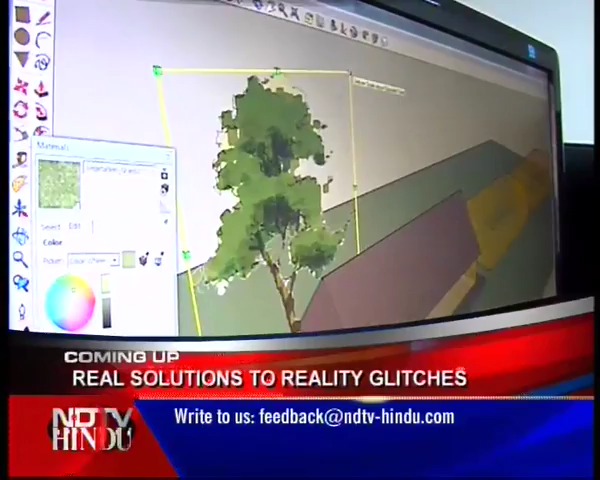 Materials
Select Edit
Color
Picker:
COMING UP
REAL SOLUTIONS TO REALITY GLITCHES
NDTV
HINDU
Write to us: feedback@ndtv-hindu.com